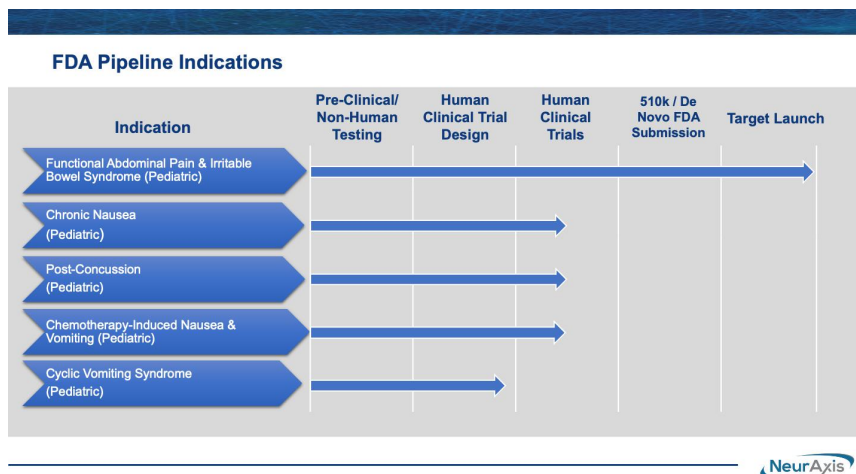 FDA Pipeline Indications
Indication
Pre-Clinical/
Non-Human
Testing
Human
Clinical Trial
Design
Human
Clinical
Trials
510k / De
Novo FDA
Submission
Target Launch
Functional Abdominal Pain & Irritable
Bowel Syndrome (Pediatric)
Chronic Nausea
(Pediatric)
Post-Concussion
(Pediatric)
Chemotherapy-Induced Nausea &
Vomiting (Pediatric)
Cyclic Vomiting Syndrome
(Pediatric)
NeurAxis